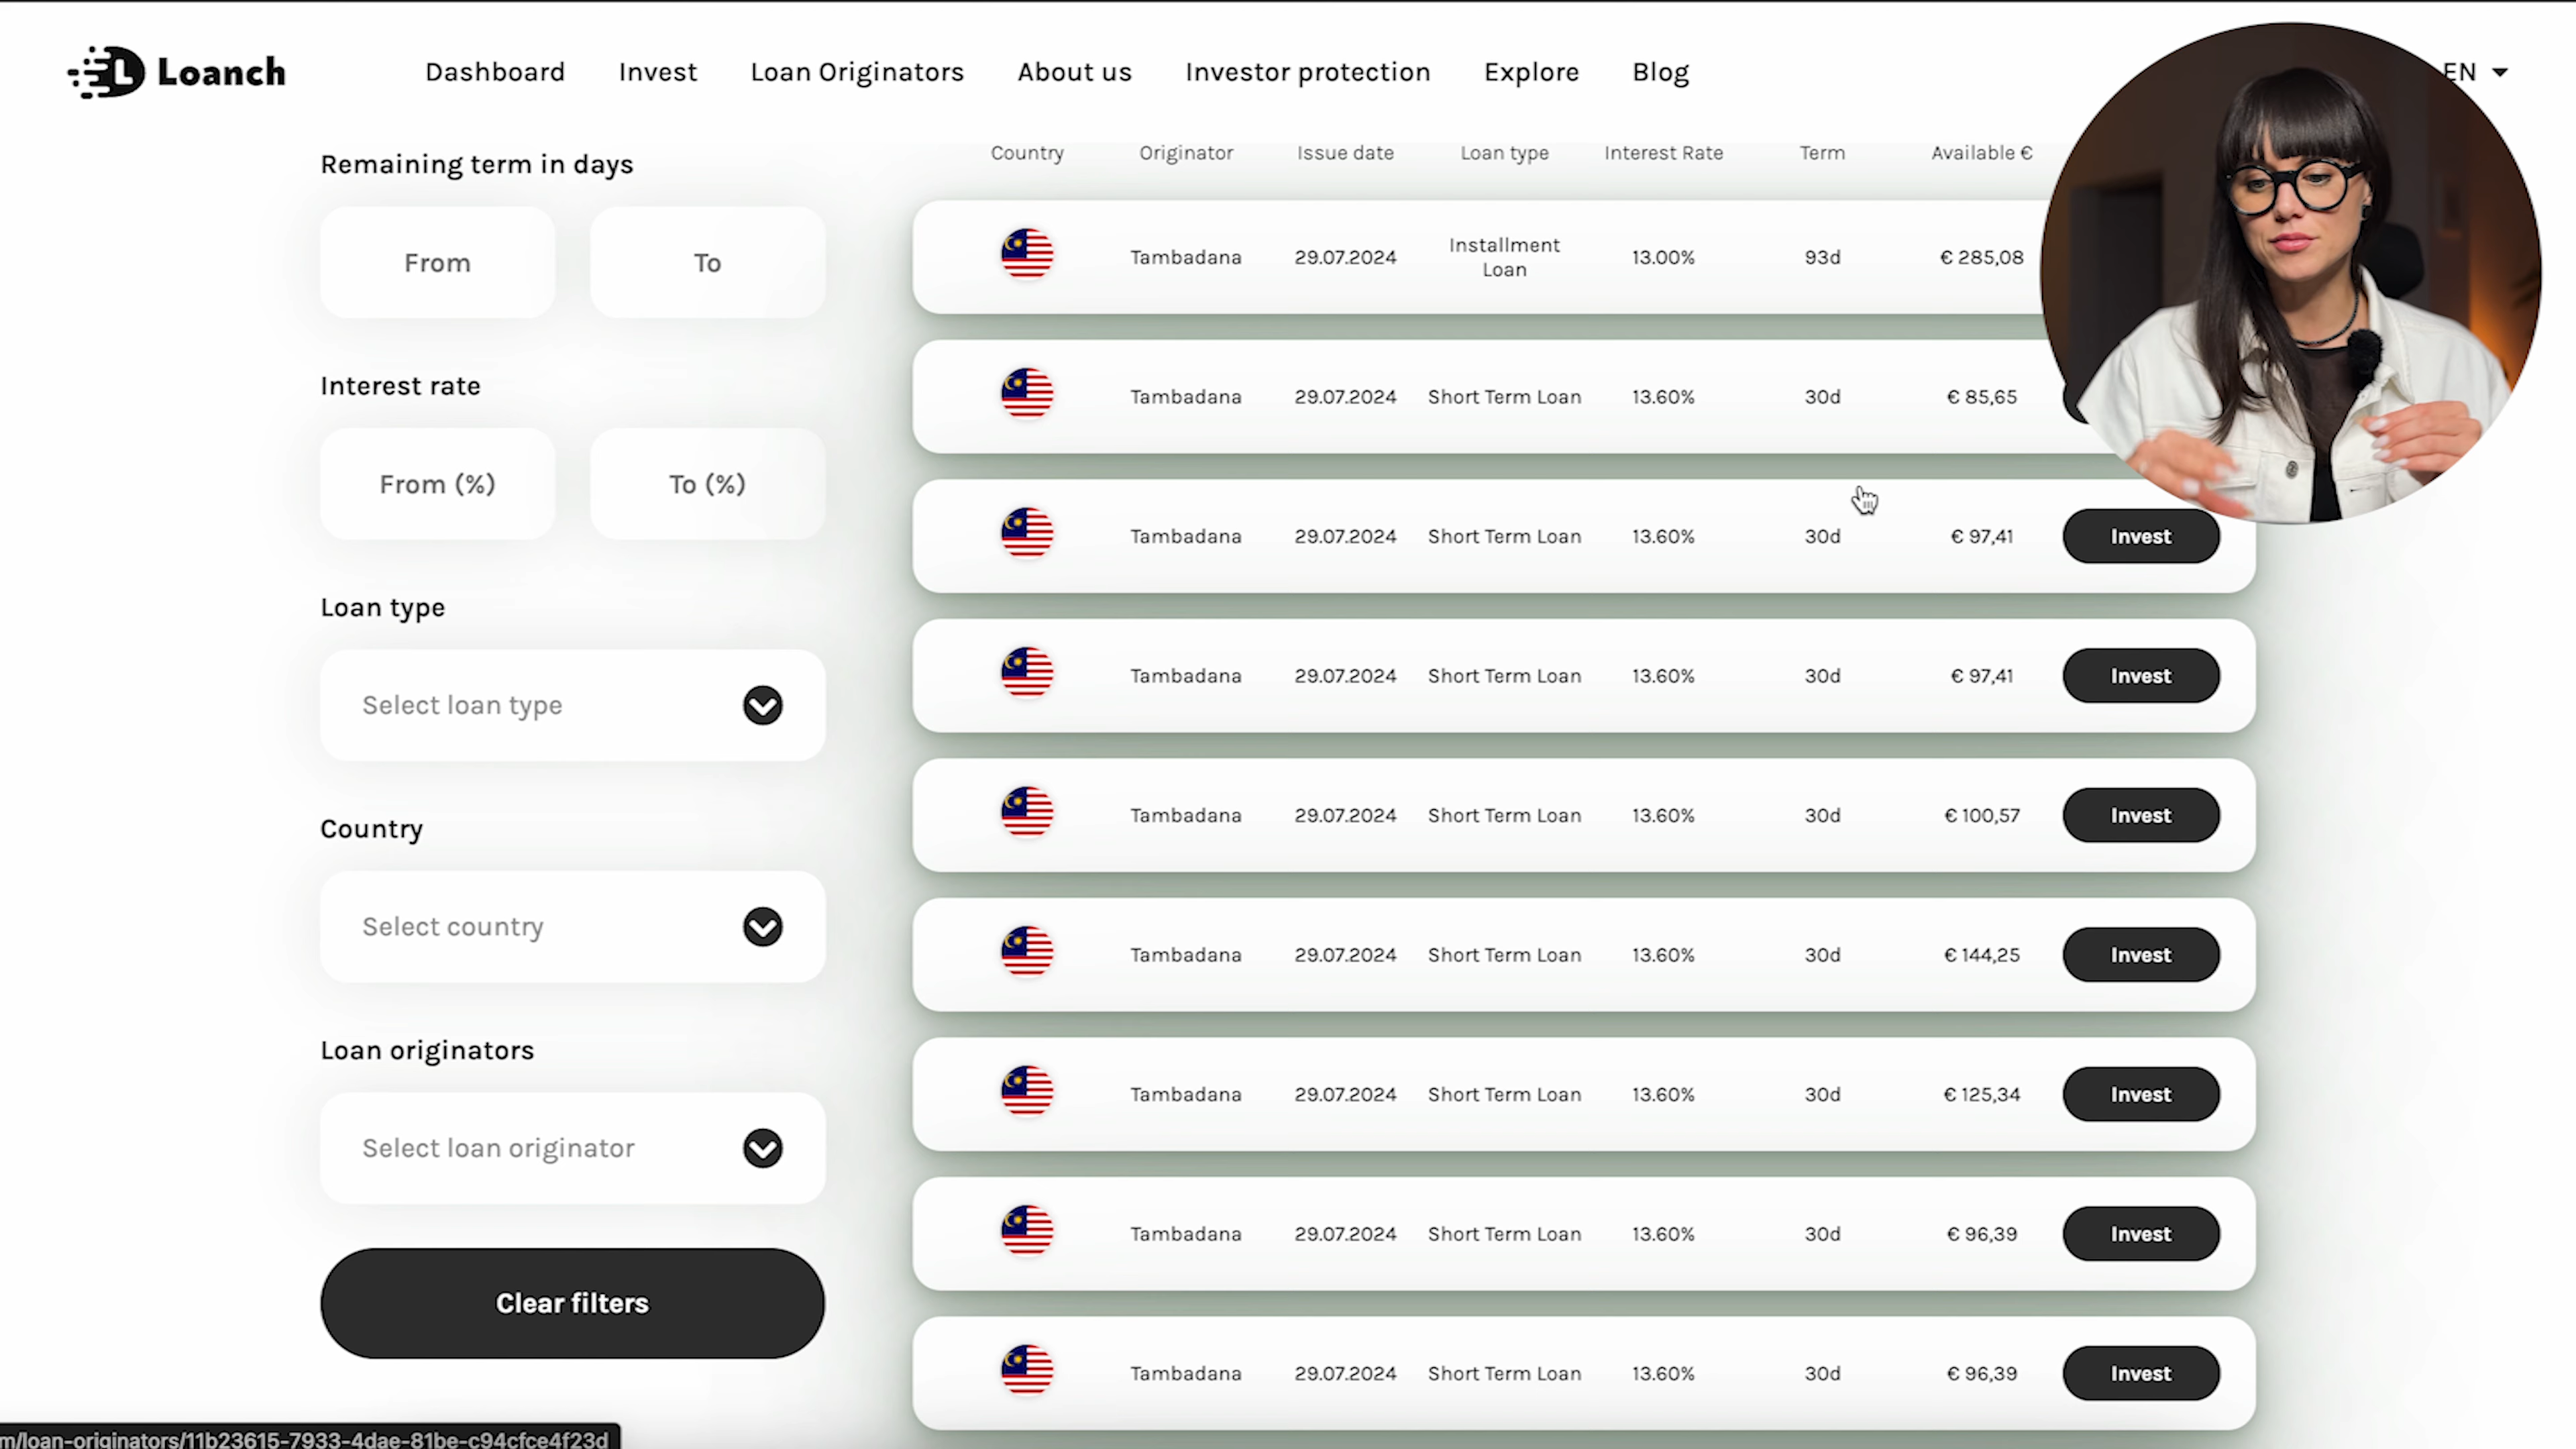 Loanch
Dashboard Invest Loan Originators About us Investor protection Explore Blog EN
Remaining term in days
From To
Interest rate
From (%) To (%)
Loan type
Select loan type
Country
Select country
Loan originators
Select loan originator
Clear filters
Country Originator Issue date Loan type Interest Rate Term Available €
Tambadana 29.07.2024 Installment Loan 13.00% 93d € 285,08
Tambadana 29.07.2024 Short Term Loan 13.60% 30d € 85,65
Tambadana 29.07.2024 Short Term Loan 13.60% 30d € 97,41 Invest
Tambadana 29.07.2024 Short Term Loan 13.60% 30d € 97,41 Invest
Tambadana 29.07.2024 Short Term Loan 13.60% 30d € 100,57 Invest
Tambadana 29.07.2024 Short Term Loan 13.60% 30d € 144,25 Invest
Tambadana 29.07.2024 Short Term Loan 13.60% 30d € 125,34 Invest
Tambadana 29.07.2024 Short Term Loan 13.60% 30d € 96,39 Invest
Tambadana 29.07.2024 Short Term Loan 13.60% 30d € 96,39 Invest
m/loan-originators/11b23615-7933-4dae-81be-c94cfce4f23d